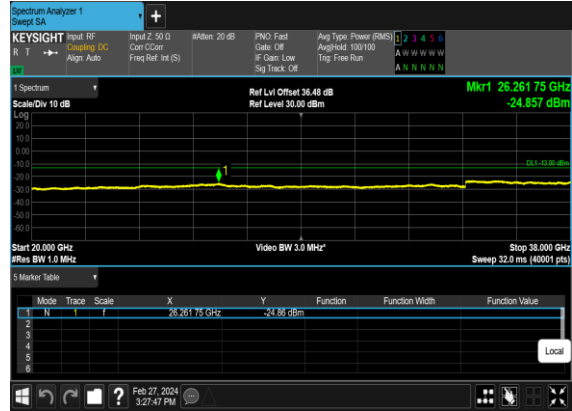 Spectrum Analyzer 1
Swept SA
+
KEYSIGHT
R T
LW
Input: RF
Coupling: DC
Align: Auto
Input Z: 50 Ω
Corr CCorr
Freq Ref: Int (S)
#Atten: 20 dB
PNO: Fast
Gate: Off
IF Gain: Low
Sig Track: Off
Avg Type: Power (RMS)
Avg|Hold: 100/100
Trig: Free Run
1 2 3 4 5 6
A W W W W W
A N N N N N
1 Spectrum
Scale/Div 10 dB
Ref Lvl Offset 36.48 dB
Ref Level 30.00 dBm
Mkr1 26.261 75 GHz
-24.857 dBm
Log
20.0
10.0
0.00
-10.0
-20.0
-30.0
-40.0
-50.0
-60.0
1
DL1 -13.00 dBm
Start 20.000 GHz
#Res BW 1.0 MHz
Video BW 3.0 MHz*
Stop 38.000 GHz
Sweep 32.0 ms (40001 pts)
5 Marker Table
Mode Trace Scale X Y Function Function Width Function Value
1 N 1 f 26.261 75 GHz -24.86 dBm
2
3
4
5
6
Local
?
Feb 27, 2024
3:27:47 PM